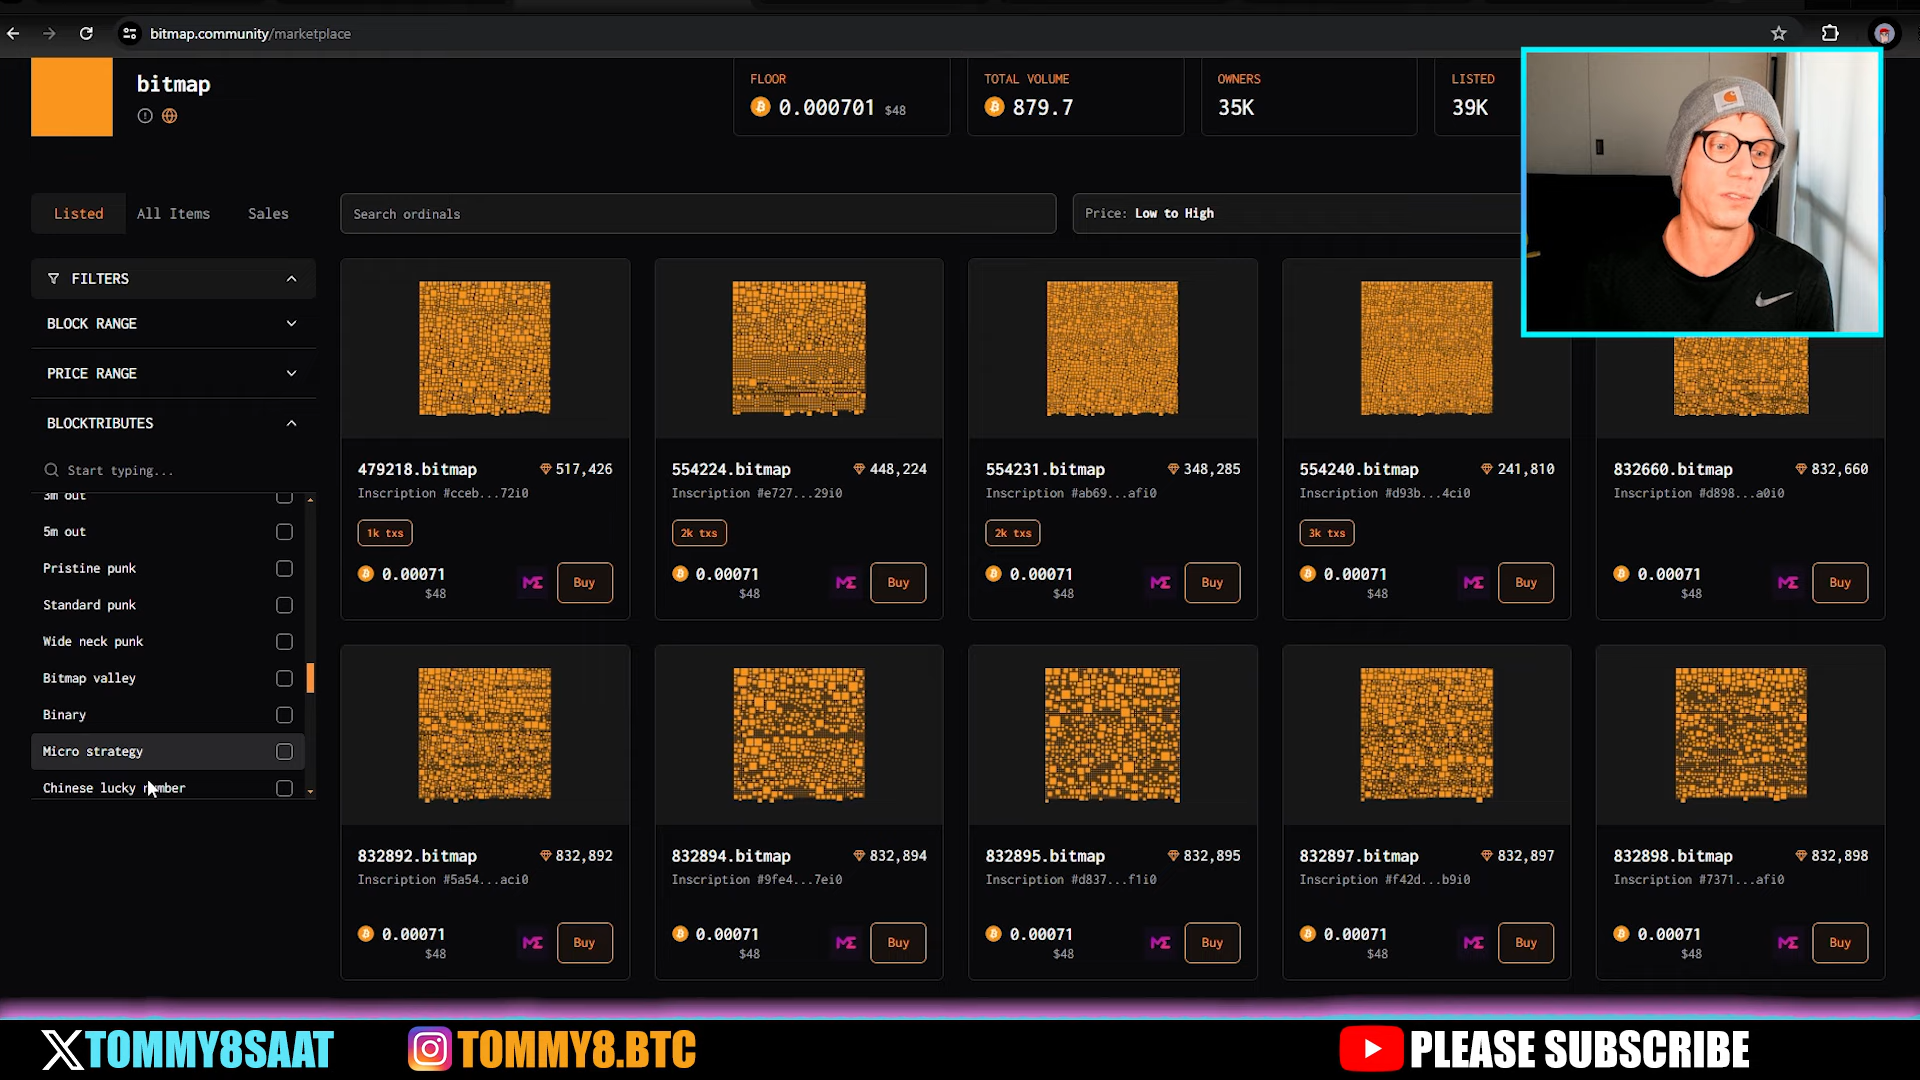 bitmap.community/marketplace
bitmap
FLOOR
0.000701 $48
TOTAL VOLUME
879.7
OWNERS
35K
LISTED
39K
Listed All Items Sales
Search ordinals
Price: Low to High
FILTERS
BLOCK RANGE
PRICE RANGE
BLOCKTRIBUTES
Start typing...
3m out
5m out
Pristine punk
Standard punk
Wide neck punk
Bitmap valley
Binary
Micro strategy
Chinese lucky number
479218.bitmap 517,426
Inscription #cceb...72i0
1k txs
0.00071
$48
Buy
554224.bitmap 448,224
Inscription #e727...29i0
2k txs
0.00071
$48
Buy
554231.bitmap 348,285
Inscription #ab69...afi0
2k txs
0.00071
$48
Buy
554240.bitmap 241,810
Inscription #d93b...4ci0
3k txs
0.00071
$48
Buy
832660.bitmap 832,660
Inscription #d898...a0i0
0.00071
$48
Buy
832892.bitmap 832,892
Inscription #5a54...aci0
0.00071
$48
Buy
832894.bitmap 832,894
Inscription #9fe4...7ei0
0.00071
$48
Buy
832895.bitmap 832,895
Inscription #d837...f1i0
0.00071
$48
Buy
832897.bitmap 832,897
Inscription #f42d...b9i0
0.00071
$48
Buy
832898.bitmap 832,898
Inscription #7371...afi0
0.00071
$48
Buy
XTOMMY8SAAT
TOMMY8.BTC
PLEASE SUBSCRIBE